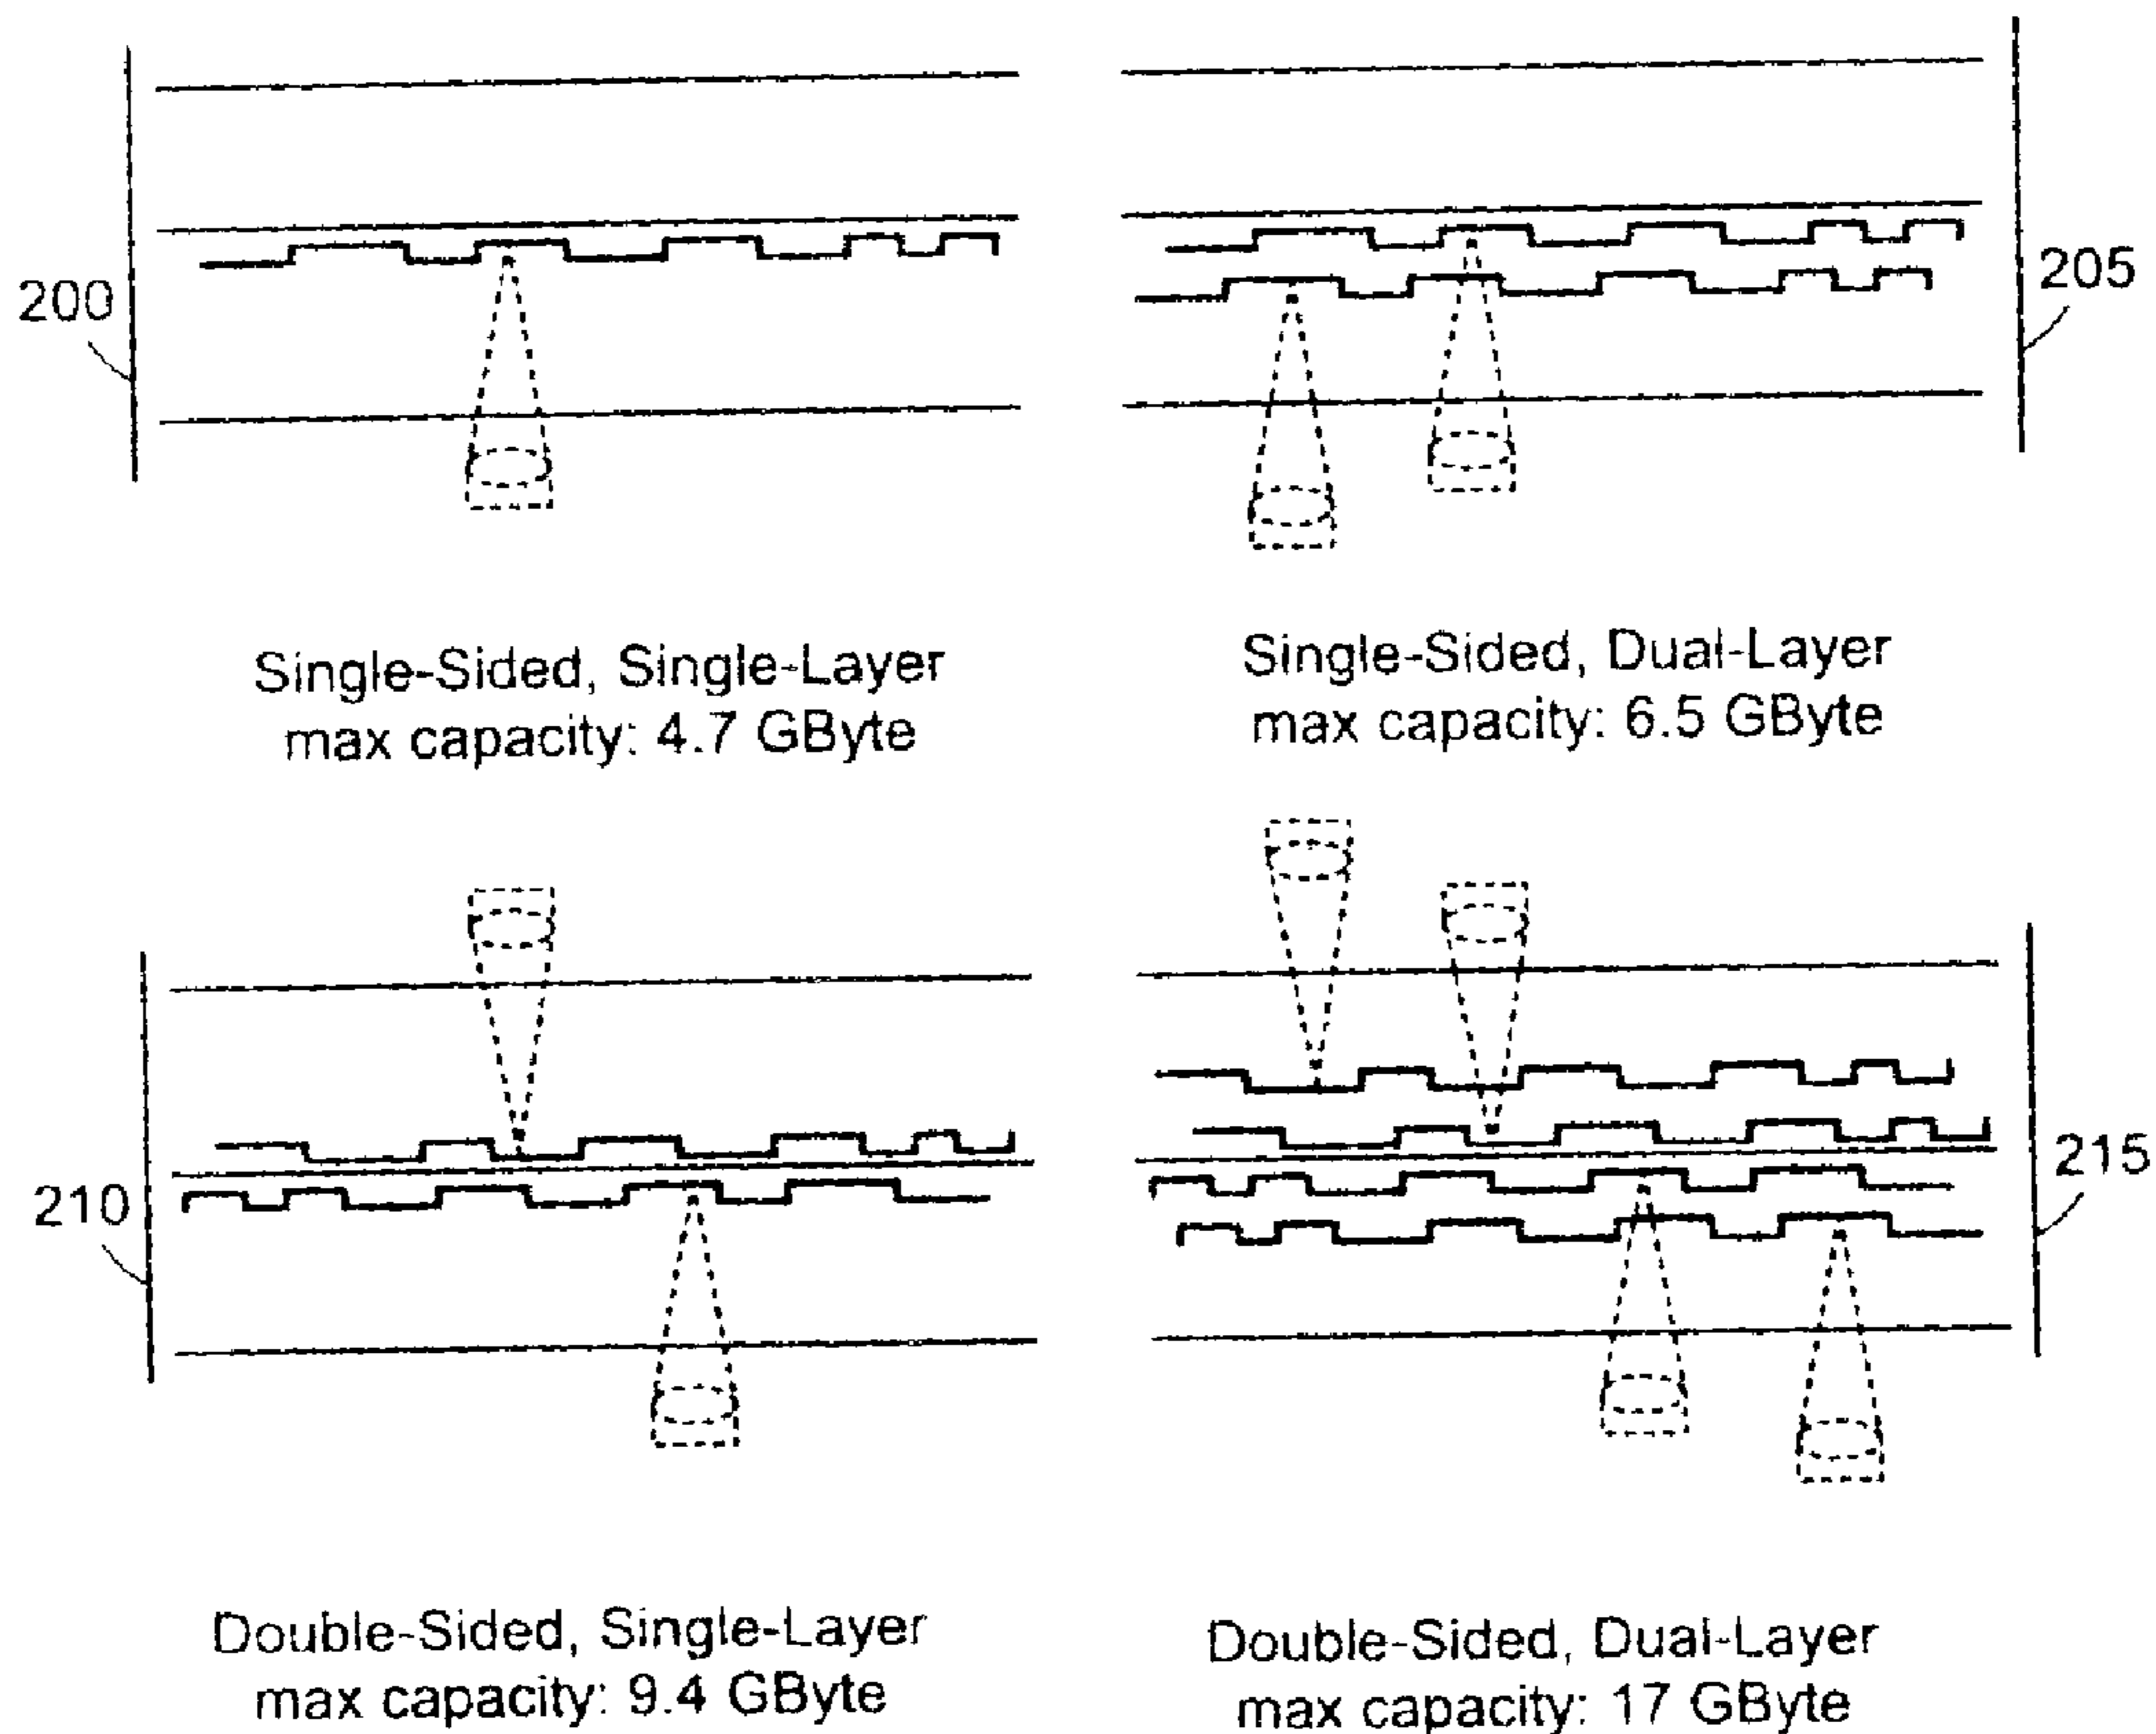 200
205
Single-Sided, Single-Layer
max capacity: 4.7 GByte
Single-Sided, Dual-Layer
max capacity: 6.5 GByte
210
215
Double-Sided, Single-Layer
max capacity: 9.4 GByte
Double-Sided, Dual-Layer
max capacity: 17 GByte